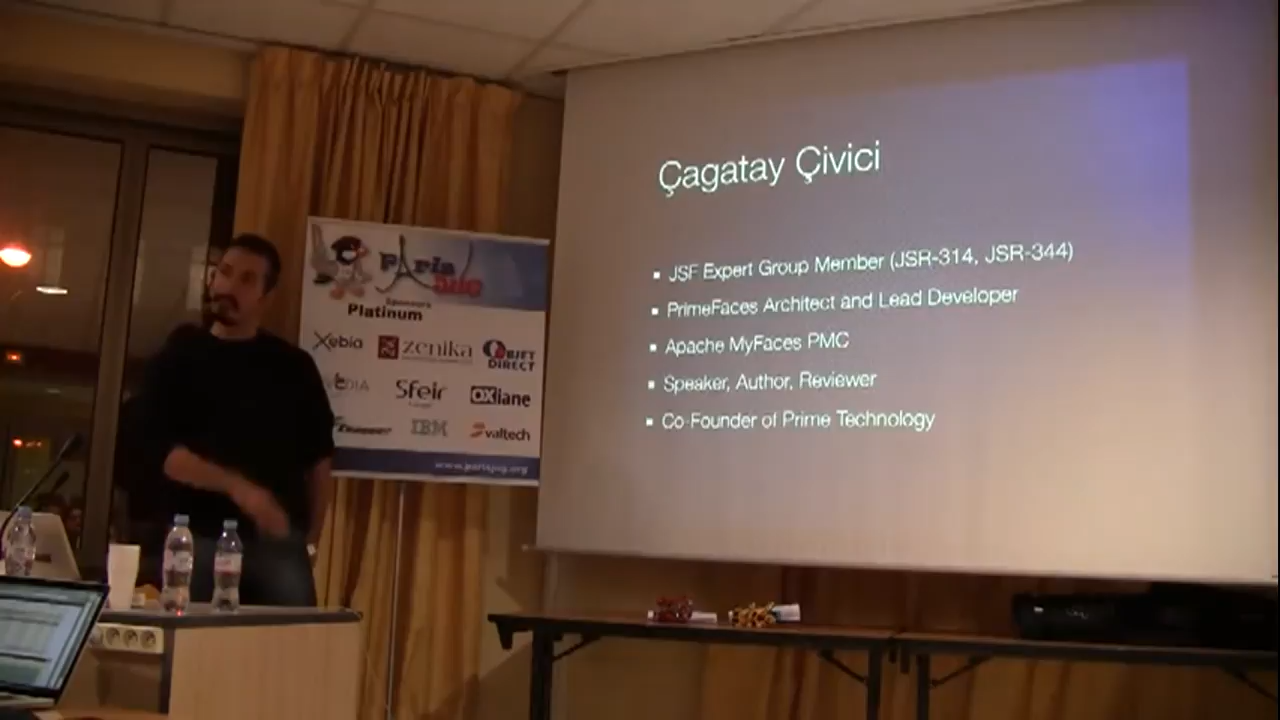 Paris
JUG
Sponsors
Platinum
Xebia
zenika
OBJET
DIRECT
Sfeir
OXiane
IBM
valtech
www.parisjug.org
Çagatay Çivici
▪ JSF Expert Group Member (JSR-314, JSR-344)
▪ PrimeFaces Architect and Lead Developer
▪ Apache MyFaces PMC
▪ Speaker, Author, Reviewer
▪ Co-Founder of Prime Technology